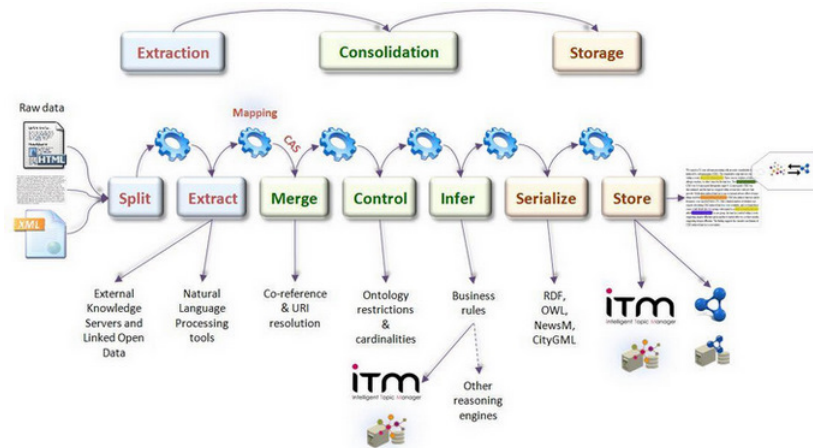 Extraction
Consolidation
Storage
Raw data
Mapping
HTML
CAS
XML
Split
Extract
Merge
Control
Infer
Serialize
Store
External
Knowledge
Servers and
Linked Open
Data
Natural
Language
Processing
tools
Co-reference
& URI
resolution
Ontology
restrictions
&
cardinalities
Business
rules
RDF,
OWL,
NewsM,
CityGML
iTM
Intelligent Topic Manager
iTM
Intelligent Topic Manager
Other
reasoning
engines